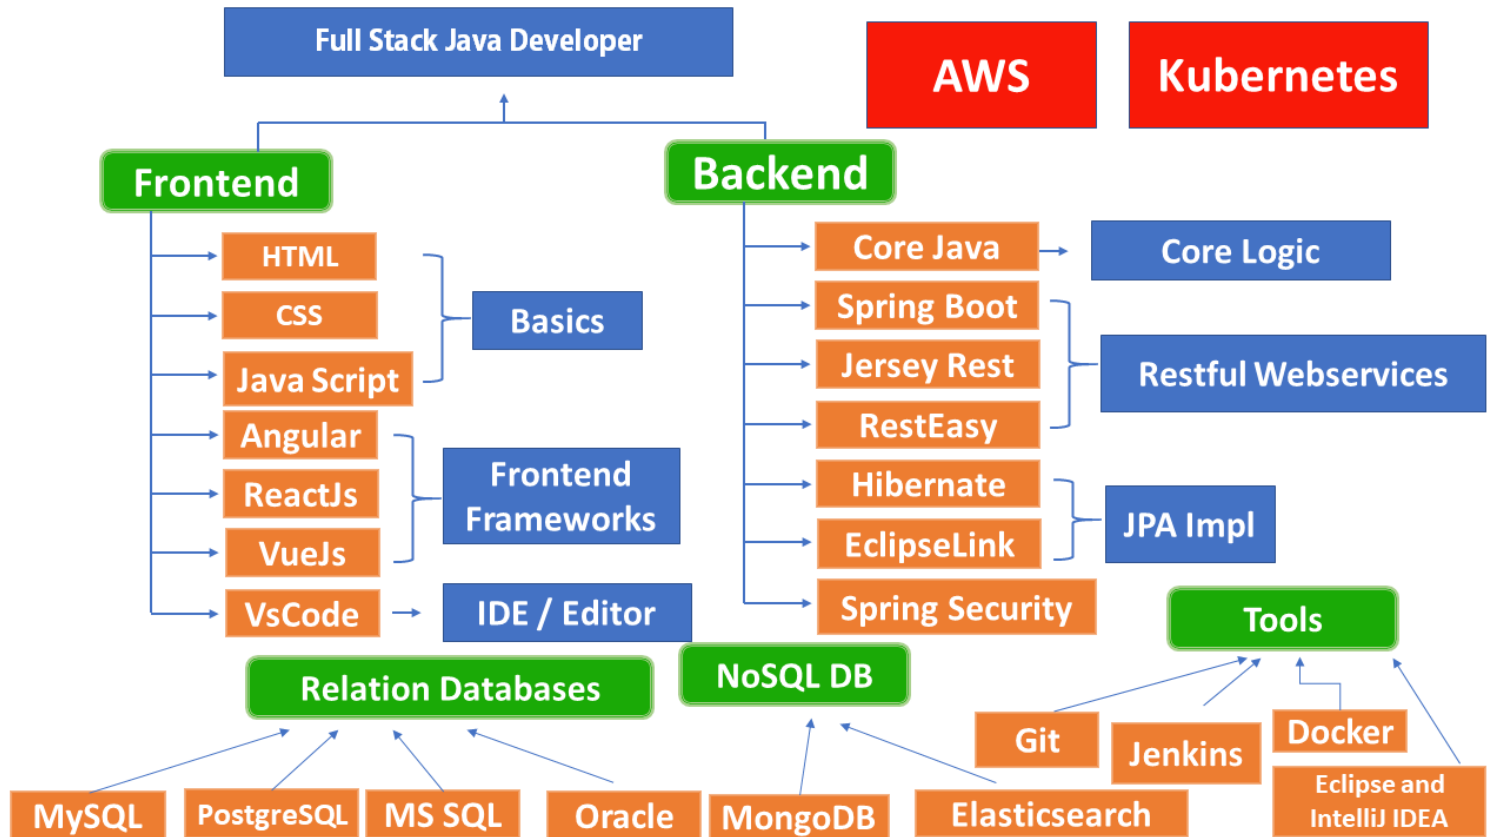 Full Stack Java Developer
AWS
Kubernetes
Frontend
Backend
HTML
CSS
Java Script
Basics
Angular
ReactJs
VueJs
Frontend
Frameworks
VsCode
IDE / Editor
Core Java
Core Logic
Spring Boot
Jersey Rest
RestEasy
Restful Webservices
Hibernate
EclipseLink
JPA Impl
Spring Security
Relation Databases
MySQL
PostgreSQL
MS SQL
Oracle
NoSQL DB
MongoDB
Elasticsearch
Tools
Git
Jenkins
Docker
Eclipse and
IntelliJ IDEA